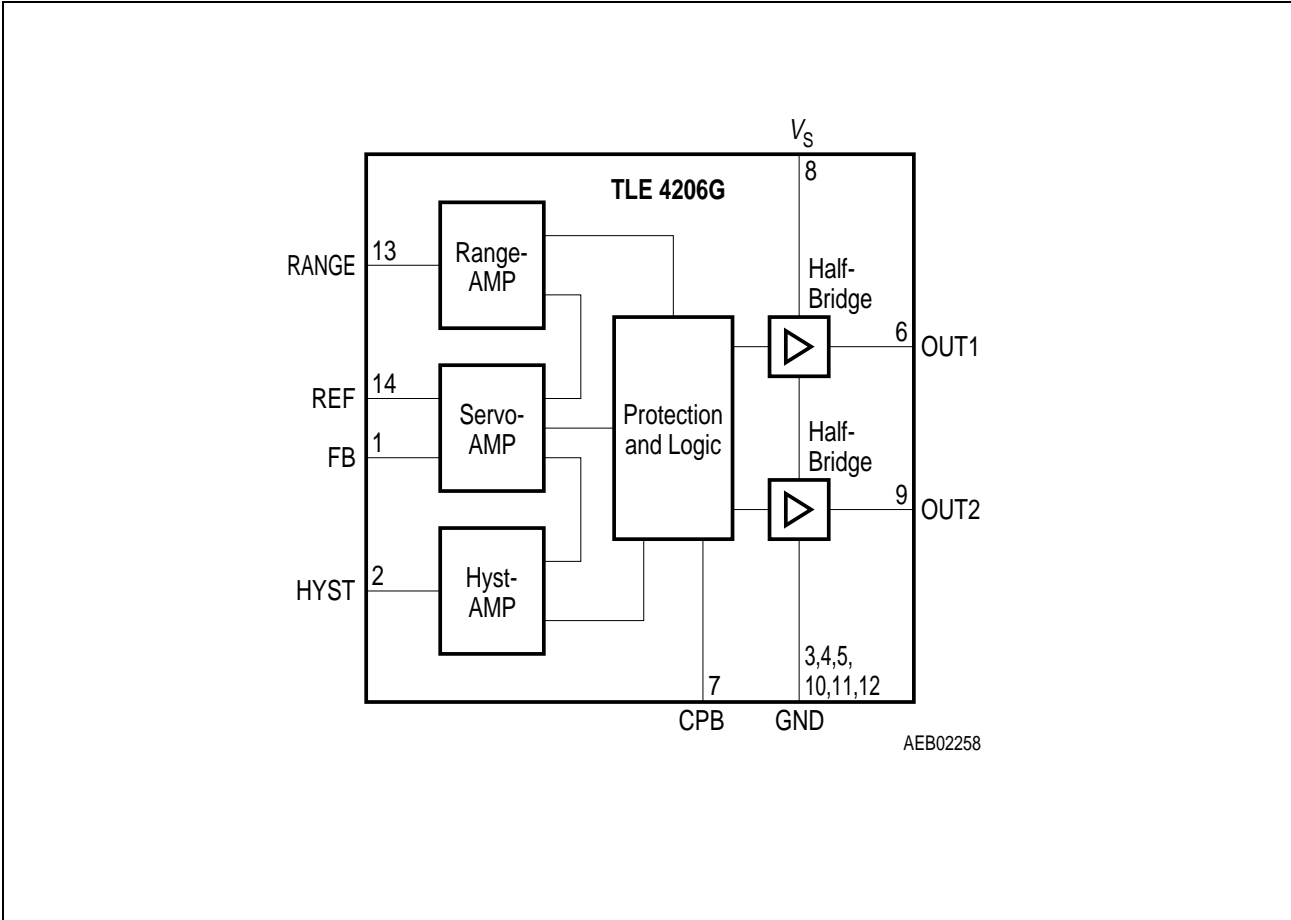 V_S
8
TLE 4206G
RANGE
13
Range-
AMP
Half-
Bridge
6
OUT1
REF
14
FB
1
Servo-
AMP
Protection
and Logic
Half-
Bridge
9
OUT2
HYST
2
Hyst-
AMP
7
3,4,5,
10,11,12
CPB
GND
AEB02258